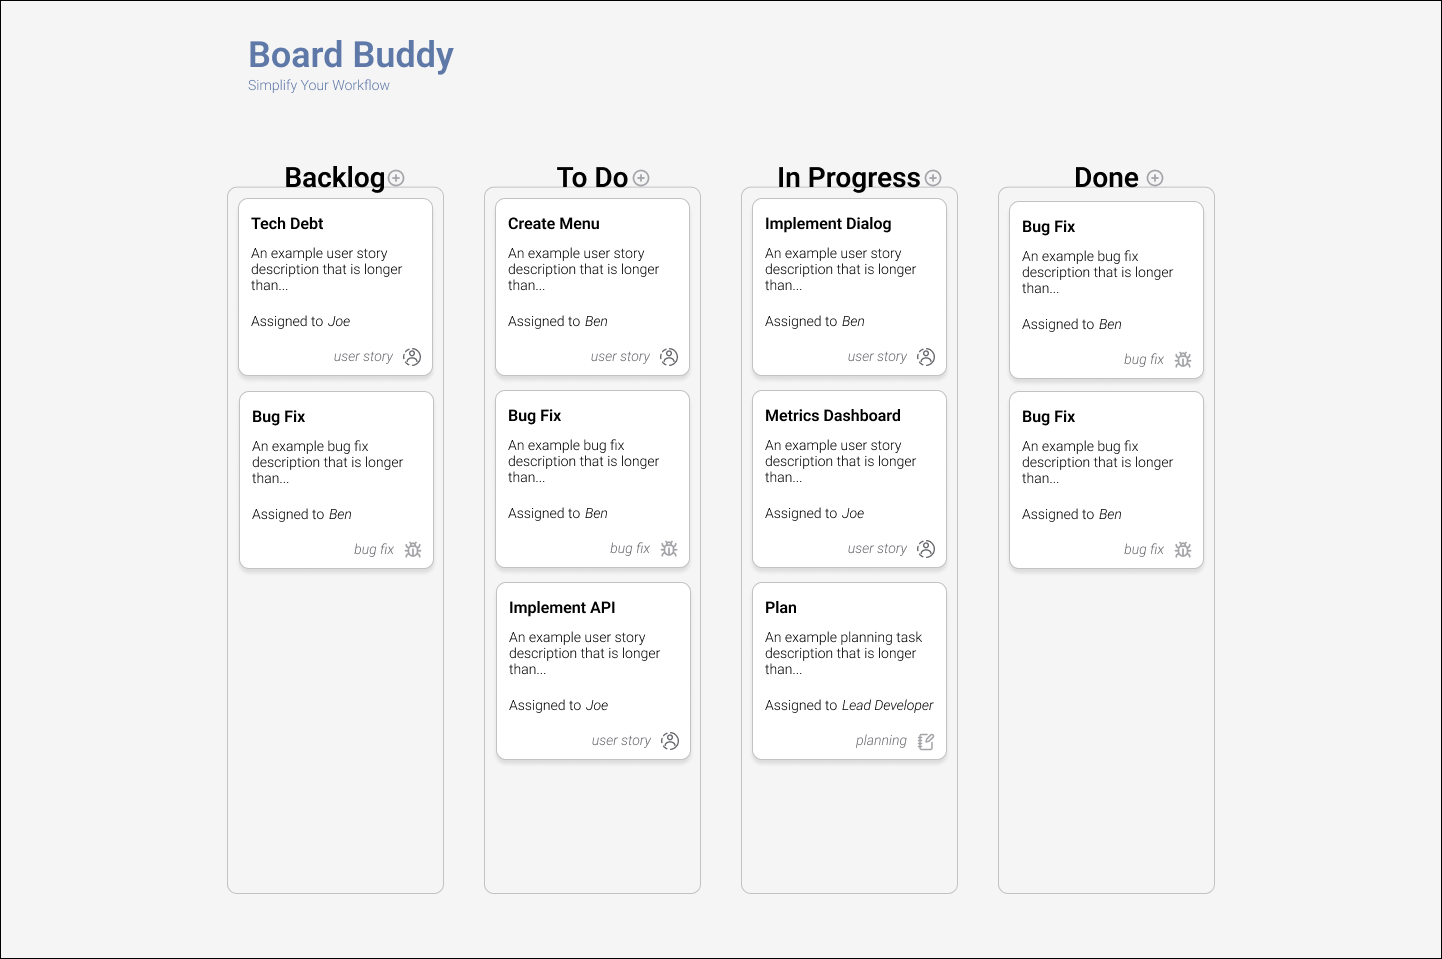 Board Buddy
Simplify Your Workflow
Backlog
Tech Debt
An example user story
description that is longer
than...
Assigned to Joe
user story
Bug Fix
An example bug fix
description that is longer
than...
Assigned to Ben
bug fix
To Do
Create Menu
An example user story
description that is longer
than...
Assigned to Ben
user story
Bug Fix
An example bug fix
description that is longer
than...
Assigned to Ben
bug fix
Implement API
An example user story
description that is longer
than...
Assigned to Joe
user story
In Progress
Implement Dialog
An example user story
description that is longer
than...
Assigned to Ben
user story
Metrics Dashboard
An example user story
description that is longer
than...
Assigned to Joe
user story
Plan
An example planning task
description that is longer
than...
Assigned to Lead Developer
planning
Done
Bug Fix
An example bug fix
description that is longer
than...
Assigned to Ben
bug fix
Bug Fix
An example bug fix
description that is longer
than...
Assigned to Ben
bug fix